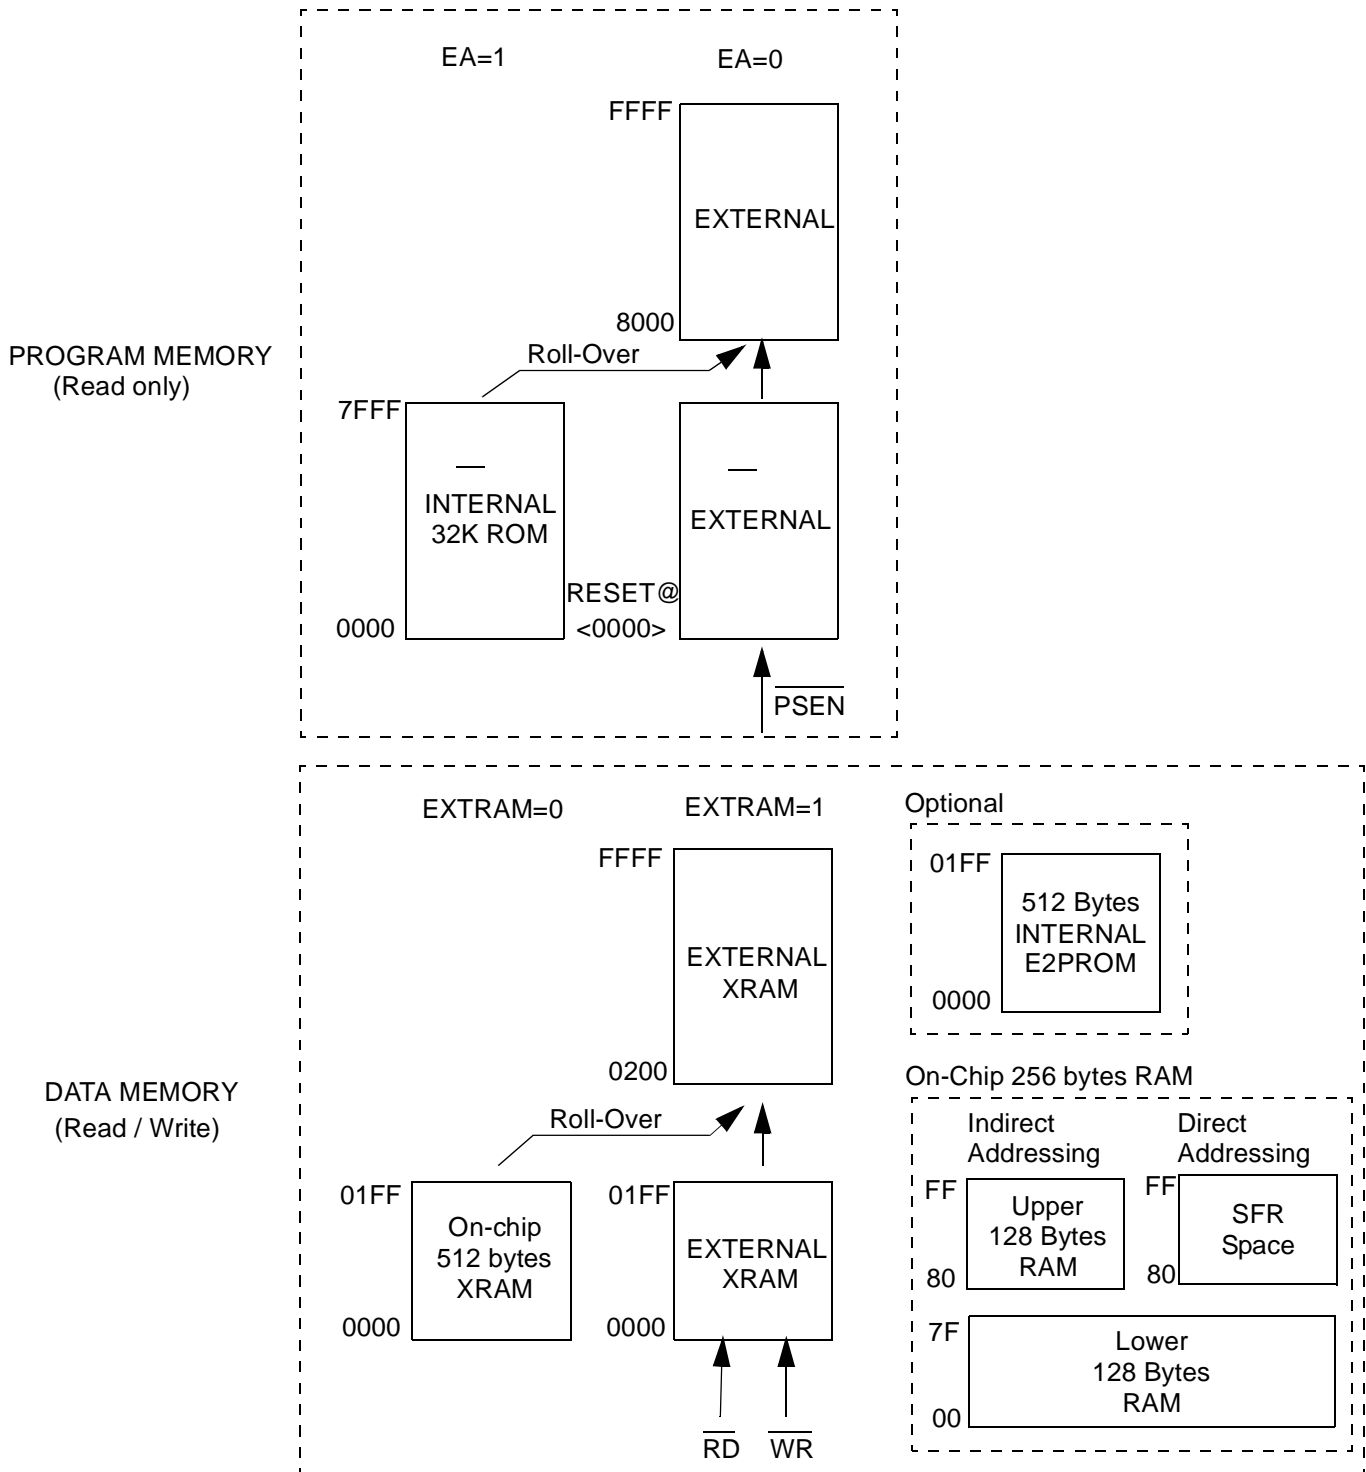 EA=1
EA=0
FFFF
EXTERNAL
8000
PROGRAM MEMORY
(Read only)
Roll-Over
7FFF
INTERNAL
32K ROM
EXTERNAL
RESET@
<0000>
0000
PSEN
EXTRAM=0
EXTRAM=1
Optional
FFFF
01FF
512 Bytes
INTERNAL
E2PROM
0000
EXTERNAL
XRAM
0200
DATA MEMORY
(Read / Write)
Roll-Over
On-Chip 256 bytes RAM
Indirect
Addressing
Direct
Addressing
01FF
On-chip
512 bytes
XRAM
0000
01FF
EXTERNAL
XRAM
0000
FF
Upper
128 Bytes
RAM
80
FF
SFR
Space
80
7F
Lower
128 Bytes
RAM
00
RD
WR